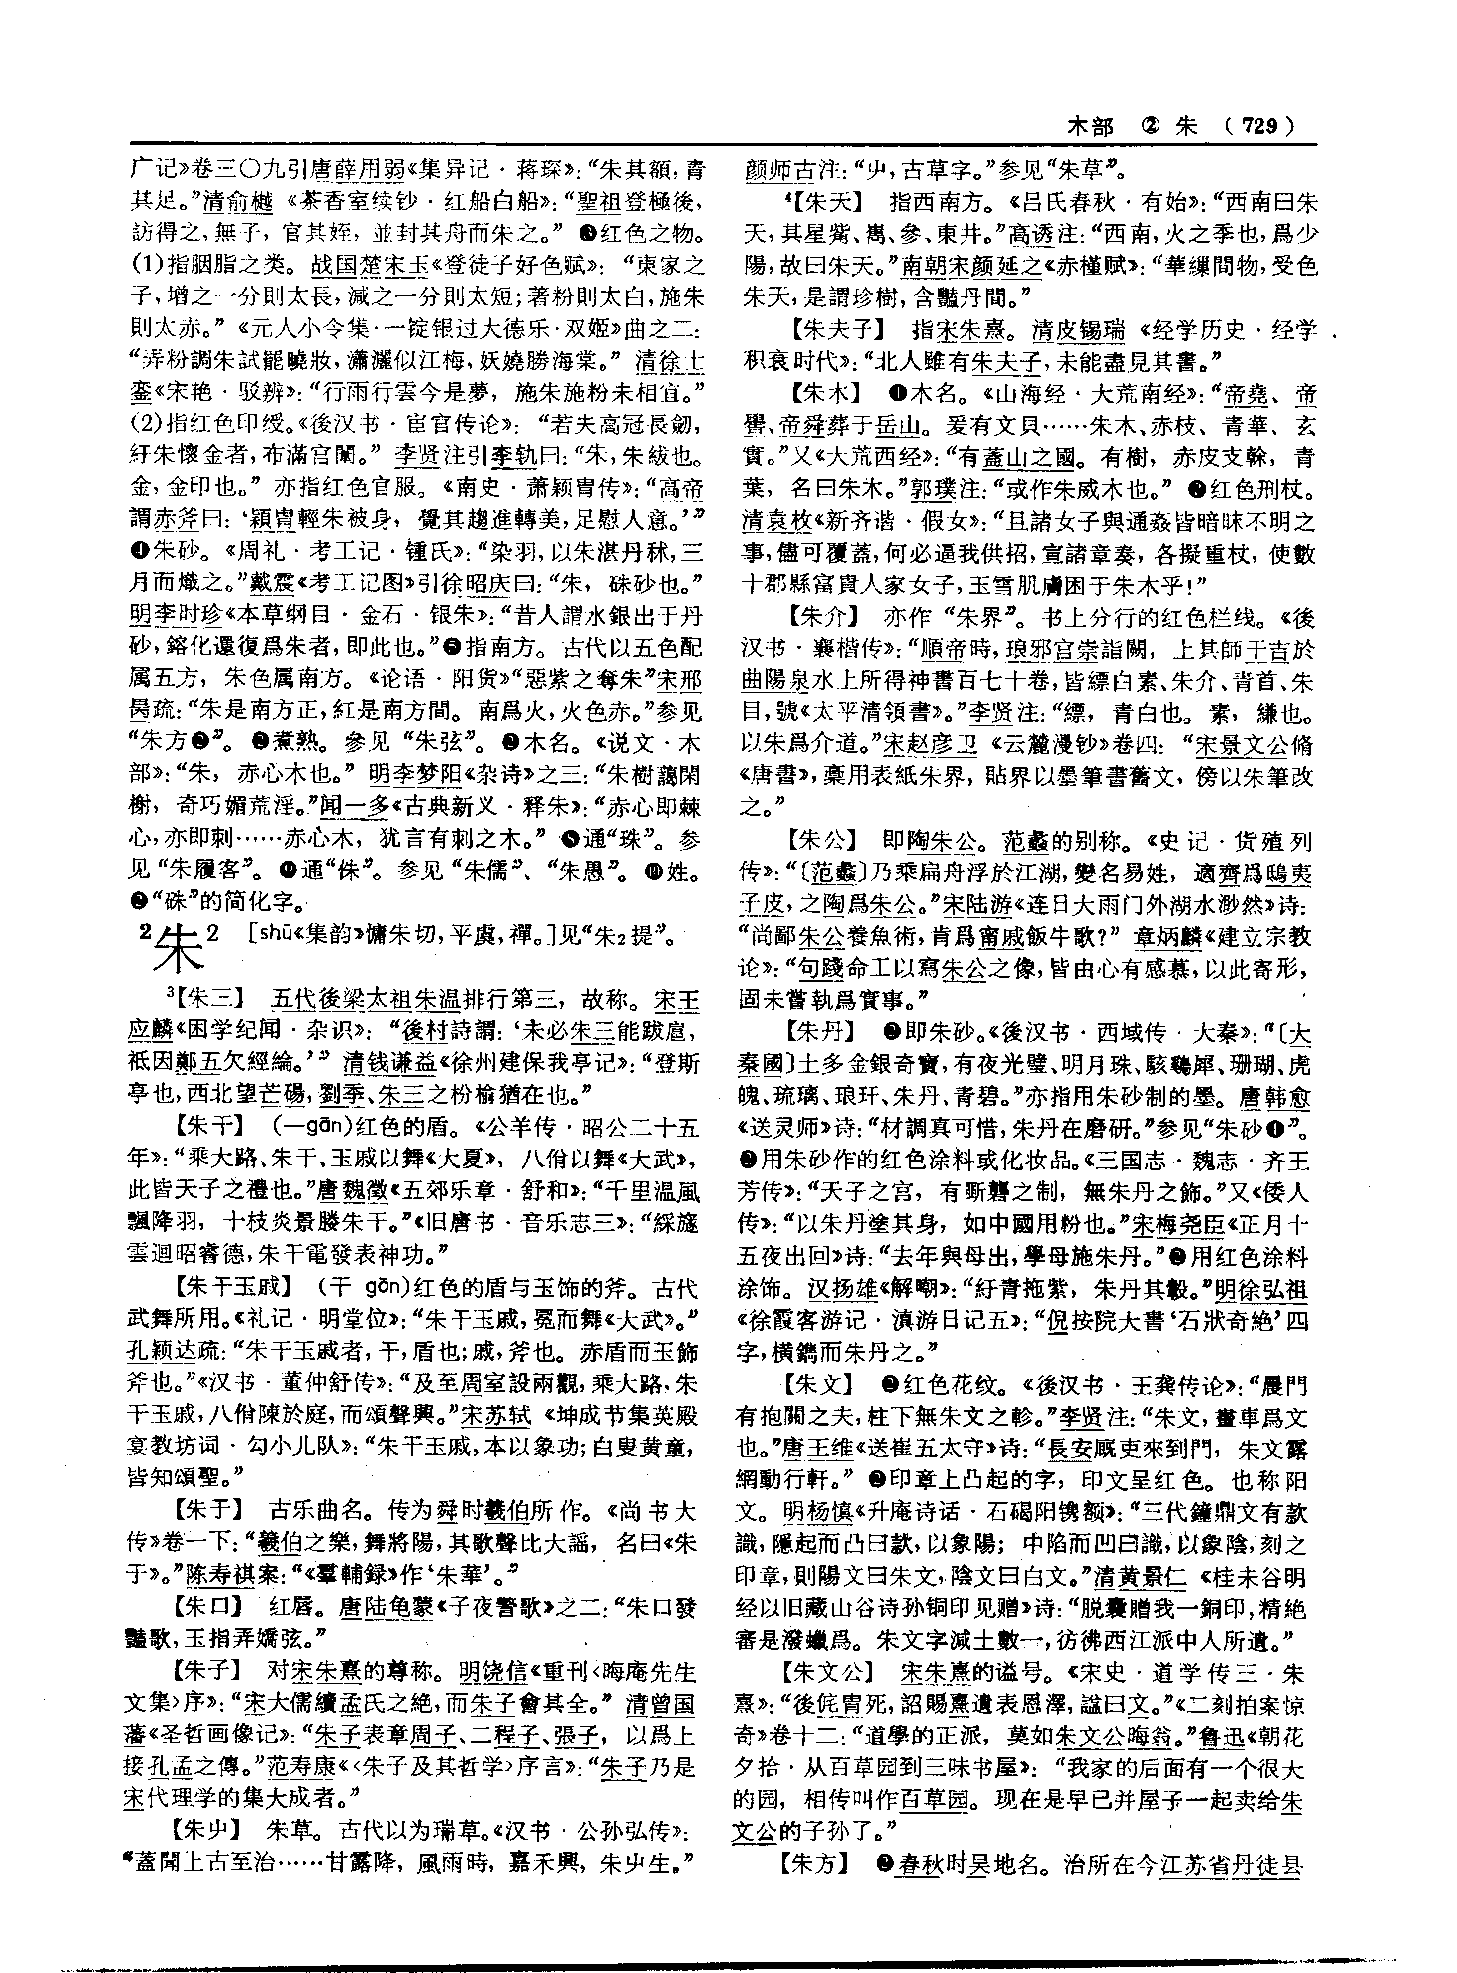 木部 ② 朱 （729）
广记》卷三〇九引唐薛用弱《集异记·蒋琛》：“朱其額，青
其足。”清俞樾《茶香室续钞·红船白船》：“聖祖登極後，
訪得之，無子，官其姪，並封其舟而朱之。” ❸红色之物。
(1)指胭脂之类。战国楚宋玉《登徒子好色赋》：“東家之
子，增之一分則太長，減之一分則太短；著粉則太白，施朱
則太赤。”《元人小令集·一锭银过大德乐·双姬》曲之二：
“弄粉調朱試罷曉妝，瀟灑似江梅，妖嬈勝海棠。” 清徐士
銮《宋艳·驳辨》：“行雨行雲今是夢，施朱施粉未相宜。”
(2)指红色印绶。《後汉书·宦官传论》：“若夫高冠長劒，
紆朱懷金者，布滿宫闈。” 李贤注引李轨曰：“朱，朱紱也。
金，金印也。” 亦指红色官服。《南史·萧颖胄传》：“高帝
謂赤斧曰：‘穎胄輕朱被身，覺其趨進轉美，足慰人意。’”
❹朱砂。《周礼·考工记·锺氏》：“染羽，以朱湛丹秫，三
月而熾之。”戴震《考工记图》引徐昭庆曰：“朱，硃砂也。”
明李时珍《本草纲目·金石·银朱》：“昔人謂水銀出于丹
砂，鎔化還復爲朱者，即此也。”❺指南方。古代以五色配
属五方，朱色属南方。《论语·阳货》“惡紫之奪朱”宋邢
昺疏：“朱是南方正，紅是南方間。南爲火，火色赤。”参见
“朱方❷”。 ❻煮熟。參见“朱弦”。 ❼木名。《说文·木
部》：“朱，赤心木也。” 明李梦阳《杂诗》之三：“朱樹藹閑
榭，奇巧媚荒淫。”闻一多《古典新义·释朱》：“赤心即棘
心，亦即刺……赤心木，犹言有刺之木。” ❽通“珠”。参
见“朱履客”。 ❾通“侏”。参见“朱儒”、“朱愚”。 ❿姓。
⓫“硃”的简化字。
2朱2 ［shū《集韵》慵朱切，平虞，禪。］见“朱2提”。
³【朱三】 五代後梁太祖朱温排行第三，故称。宋王
应麟《困学纪闻·杂识》：“後村詩謂：‘未必朱三能跋扈，
祗因鄭五欠經綸。’” 清钱谦益《徐州建保我亭记》：“登斯
亭也，西北望芒碭，劉季、朱三之枌榆猶在也。”
【朱干】 （—gān）红色的盾。《公羊传·昭公二十五
年》：“乘大路、朱干、玉戚以舞《大夏》，八佾以舞《大武》，
此皆天子之禮也。”唐魏徵《五郊乐章·舒和》：“千里温風
飄降羽，十枝炎景媵朱干。”《旧唐书·音乐志三》：“綵旄
雲迴昭睿德，朱干電發表神功。”
【朱干玉戚】 （干 gān）红色的盾与玉饰的斧。古代
武舞所用。《礼记·明堂位》：“朱干玉戚，冕而舞《大武》。”
孔颖达疏：“朱干玉戚者，干，盾也；戚，斧也。赤盾而玉飾
斧也。”《汉书·董仲舒传》：“及至周室設兩觀，乘大路，朱
干玉戚，八佾陳於庭，而頌聲興。”宋苏轼《坤成节集英殿
宴教坊词·勾小儿队》：“朱干玉戚，本以象功；白叟黄童，
皆知頌聖。”
【朱于】 古乐曲名。传为舜时羲伯所作。《尚书大
传》卷一下：“羲伯之樂，舞將陽，其歌聲比大謡，名曰《朱
于》。”陈寿祺案：“《羣輔録》作‘朱華’。”
【朱口】 红唇。唐陆龟蒙《子夜警歌》之二：“朱口發
豔歌，玉指弄嬌弦。”
【朱子】 对宋朱熹的尊称。明饶信《重刊〈晦庵先生
文集〉序》：“宋大儒續孟氏之絶，而朱子會其全。” 清曾国
藩《圣哲画像记》：“朱子表章周子、二程子、張子，以爲上
接孔孟之傳。”范寿康《〈朱子及其哲学〉序言》：“朱子乃是
宋代理学的集大成者。”
【朱屮】 朱草。古代以为瑞草。《汉书·公孙弘传》：
“蓋聞上古至治……甘露降，風雨時，嘉禾興，朱屮生。”
颜师古注：“屮，古草字。”参见“朱草”。
⁴【朱天】 指西南方。《吕氏春秋·有始》：“西南曰朱
天，其星觜、嶲、參、東井。”高诱注：“西南，火之季也，爲少
陽，故曰朱天。”南朝宋颜延之《赤槿赋》：“華繅間物，受色
朱天，是謂珍樹，含豔丹間。”
【朱夫子】 指宋朱熹。清皮锡瑞《经学历史·经学
积衰时代》：“北人雖有朱夫子，未能盡見其書。”
【朱木】 ❶木名。《山海经·大荒南经》：“帝堯、帝
嚳、帝舜葬于岳山。爰有文貝……朱木、赤枝、青華、玄
實。”又《大荒西经》：“有蓋山之國。有樹，赤皮支榦，青
葉，名曰朱木。”郭璞注：“或作朱威木也。” ❷红色刑杖。
清袁枚《新齐谐·假女》：“且諸女子與通姦皆暗昧不明之
事，儘可覆蓋，何必逼我供招，宣諸章奏，各擬重杖，使數
十郡縣富貴人家女子，玉雪肌膚困于朱木乎！”
【朱介】 亦作“朱界”。书上分行的红色栏线。《後
汉书·襄楷传》：“順帝時，琅邪宫崇詣闕，上其師于吉於
曲陽泉水上所得神書百七十卷，皆縹白素、朱介、青首、朱
目，號《太平清領書》。”李贤注：“縹，青白也。素，縑也。
以朱爲介道。”宋赵彦卫《云麓漫钞》卷四：“宋景文公脩
《唐書》，藁用表紙朱界，貼界以墨筆書舊文，傍以朱筆改
之。”
【朱公】 即陶朱公。范蠡的别称。《史记·货殖列
传》：“〔范蠡〕乃乘扁舟浮於江湖，變名易姓，適齊爲鴟夷
子皮，之陶爲朱公。”宋陆游《连日大雨门外湖水渺然》诗：
“尚鄙朱公養魚術，肯爲甯戚飯牛歌？” 章炳麟《建立宗教
论》：“句踐命工以寫朱公之像，皆由心有感慕，以此寄形，
固未嘗執爲實事。”
【朱丹】 ❶即朱砂。《後汉书·西域传·大秦》：“〔大
秦國〕土多金銀奇寶，有夜光璧、明月珠、駭鷄犀、珊瑚、虎
魄、琉璃、琅玕、朱丹、青碧。”亦指用朱砂制的墨。唐韩愈
《送灵师》诗：“材調真可惜，朱丹在磨研。”参见“朱砂❶”。
❷用朱砂作的红色涂料或化妆品。《三国志·魏志·齐王
芳传》：“天子之宫，有斲礱之制，無朱丹之飾。”又《倭人
传》：“以朱丹塗其身，如中國用粉也。”宋梅尧臣《正月十
五夜出回》诗：“去年與母出，學母施朱丹。”❸用红色涂料
涂饰。汉扬雄《解嘲》：“紆青拖紫，朱丹其轂。”明徐弘祖
《徐霞客游记·滇游日记五》：“倪按院大書‘石狀奇絶’四
字，横鐫而朱丹之。”
【朱文】 ❶红色花纹。《後汉书·王龚传论》：“晨門
有抱關之夫，柱下無朱文之軫。”李贤注：“朱文，畫車爲文
也。”唐王维《送崔五太守》诗：“長安厩吏來到門，朱文露
網動行軒。” ❷印章上凸起的字，印文呈红色。也称阳
文。明杨慎《升庵诗话·石碣阳镌额》：“三代鐘鼎文有款
識，隱起而凸曰款，以象陽；中陷而凹曰識，以象陰，刻之
印章，則陽文曰朱文，陰文曰白文。”清黄景仁《桂未谷明
经以旧藏山谷诗孙铜印见赠》诗：“脱囊贈我一銅印，精絶
審是潑蠟爲。朱文字減土數一，彷彿西江派中人所遺。”
【朱文公】 宋朱熹的谥号。《宋史·道学传三·朱
熹》：“後侂胄死，詔賜熹遺表恩澤，謚曰文。”《二刻拍案惊
奇》卷十二：“道學的正派，莫如朱文公晦翁。”鲁迅《朝花
夕拾·从百草园到三味书屋》：“我家的后面有一个很大
的园，相传叫作百草园。现在是早已并屋子一起卖给朱
文公的子孙了。”
【朱方】 ❶春秋时吴地名。治所在今江苏省丹徒县